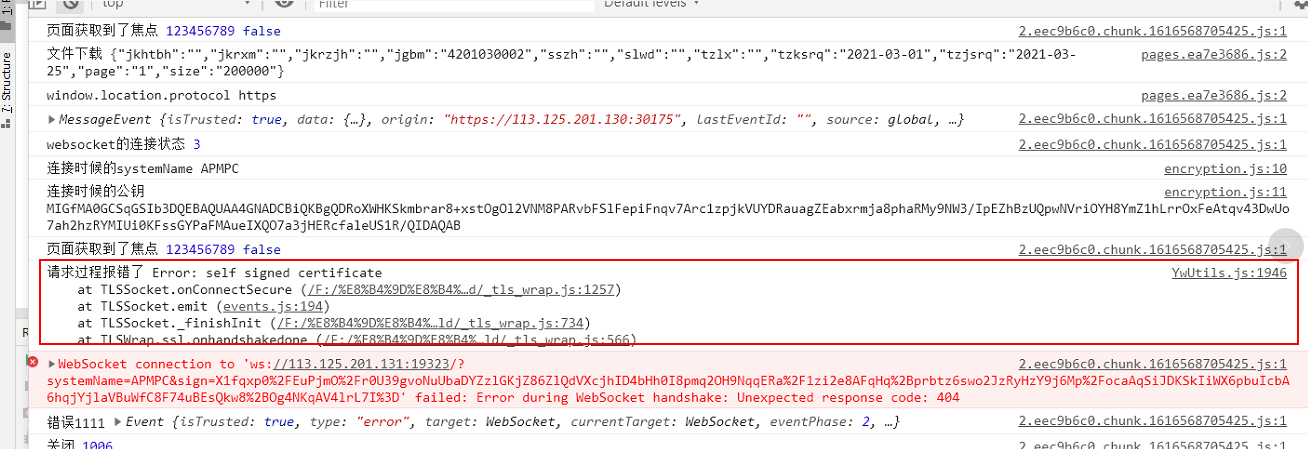 top
Filter
Default levels
1:
7: Structure
页面获取到了焦点 123456789 false 2.eec9b6c0.chunk.1616568705425.js:1
文件下载 {"jkhtbh":"","jkrxm":"","jkrzjh":"","jgbm":"4201030002","sszh":"","slwd":"","tzlx":"","tzksrq":"2021-03-01","tzjsrq":"2021-03- pages.ea7e3686.js:2
25","page":"1","size":"200000"}
window.location.protocol https pages.ea7e3686.js:2
MessageEvent {isTrusted: true, data: {…}, origin: "https://113.125.201.130:30175", lastEventId: "", source: global, …} 2.eec9b6c0.chunk.1616568705425.js:1
websocket的连接状态 3 2.eec9b6c0.chunk.1616568705425.js:1
连接时候的systemName APMPC encryption.js:10
连接时候的公钥 encryption.js:11
MIGfMA0GCSqGSIb3DQEBAQUAA4GNADCBiQKBgQDRoXWHKSkmbrar8+xstOgOl2VNM8PARvbFSlFepiFnqv7Arc1zpjkVUYDRauagZEabxrmja8phaRMy9NW3/IpEZhBzUQpwNVriOYH8YmZ1hLrrOxFeAtqv43DwUo
7ah2hzRYMIUi0KFssGYPaFMAueIXQO7a3jHERcfaleUS1R/QIDAQAB
页面获取到了焦点 123456789 false 2.eec9b6c0.chunk.1616568705425.js:1
请求过程报错了 Error: self signed certificate YwUtils.js:1946
at TLSSocket.onConnectSecure (/F:/%E8%B4%9D%E8%B4%…d/_tls_wrap.js:1257)
at TLSSocket.emit (events.js:194)
at TLSSocket._finishInit (/F:/%E8%B4%9D%E8%B4%…ld/_tls_wrap.js:734)
at TLSWrap.ssl.onhandshakedone (/F:/%E8%B4%9D%E8%B4%…ld/_tls_wrap.js:566)
WebSocket connection to 'ws://113.125.201.131:19323/? 2.eec9b6c0.chunk.1616568705425.js:1
systemName=APMPC&sign=X1fqxp0%2FEuPjmO%2Fr0U39gvoNuUbaDYZzlGKjZ86ZlQdVXcjhID4bHh0I8pmq2OH9NqqERa%2F1zi2e8AFqHq%2Bprbtz6swo2JzRyHzY9j6Mp%2FocaAqSiJDKSkIiWX6pbuIcbA
6hqjYjlaVBuWfC8F74uBEsQkw8%2BOg4NKqAV4lrL7I%3D' failed: Error during WebSocket handshake: Unexpected response code: 404
错误1111 Event {isTrusted: true, type: "error", target: WebSocket, currentTarget: WebSocket, eventPhase: 2, …} 2.eec9b6c0.chunk.1616568705425.js:1
关闭 1006 2.eec9b6c0.chunk.1616568705425.js:1